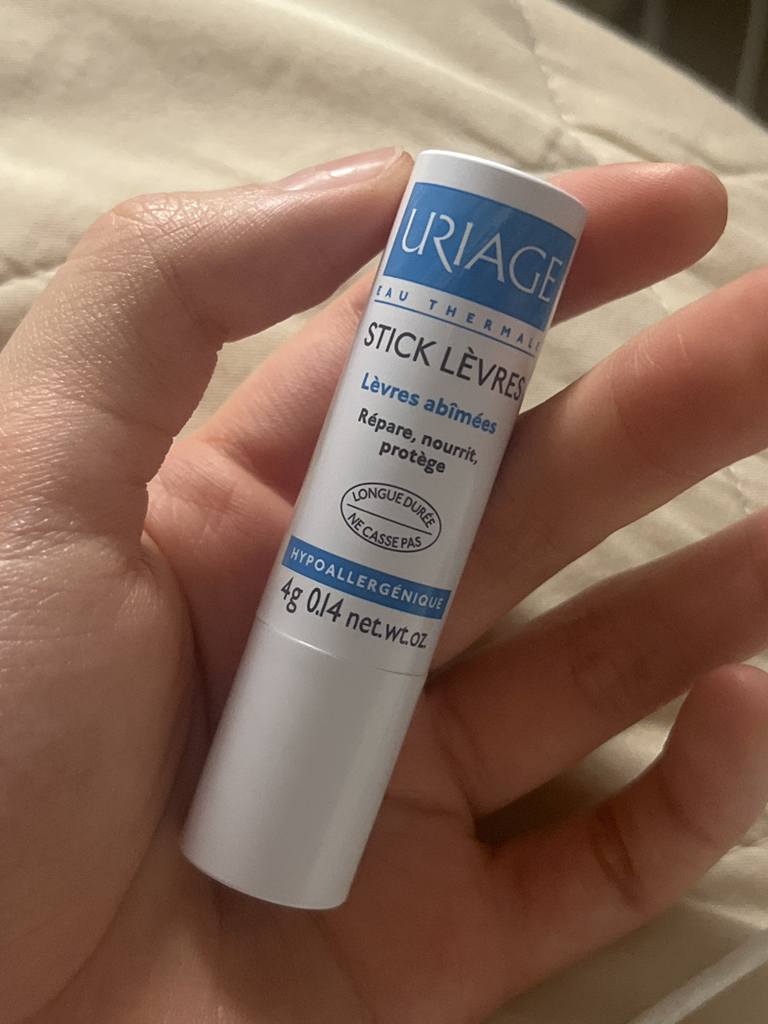 URIAGE
EAU THERMALE
STICK LÈVRES
Lèvres abîmées
Répare, nourrit,
protège
LONGUE DURÉE
NE CASSE PAS
HYPOALLERGÉNIQUE
4g 0.14 net.wt.oz.